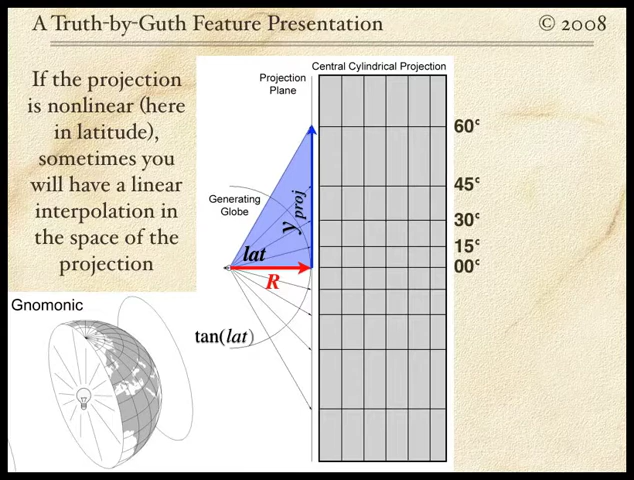 A Truth-by-Guth Feature Presentation © 2008
If the projection
is nonlinear (here
in latitude),
sometimes you
will have a linear
interpolation in
the space of the
projection
Central Cylindrical Projection
Projection
Plane
Generating
Globe
lat
y proj
R
tan(lat)
60°
45°
30°
15°
00°
Gnomonic